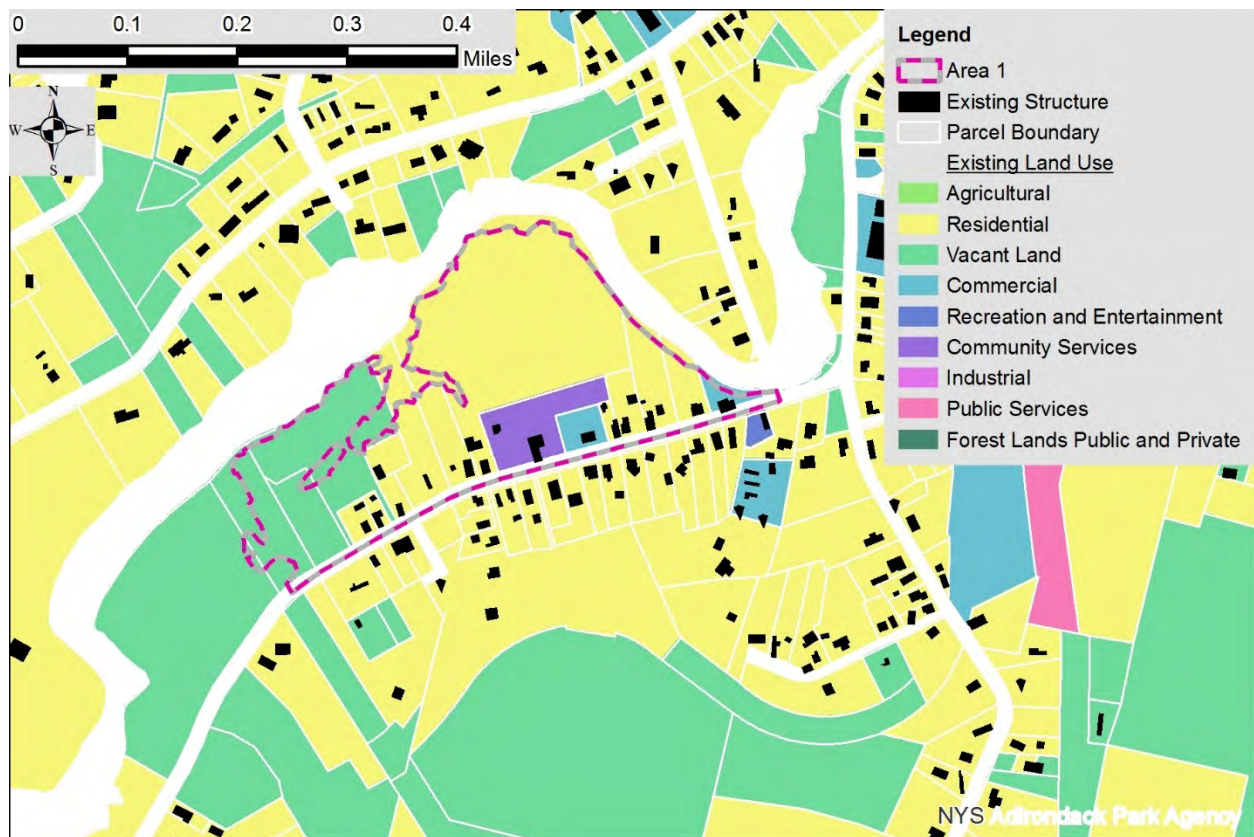 0 0.1 0.2 0.3 0.4
Miles
N
W E
S
Legend
Area 1
Existing Structure
Parcel Boundary
Existing Land Use
Agricultural
Residential
Vacant Land
Commercial
Recreation and Entertainment
Community Services
Industrial
Public Services
Forest Lands Public and Private
NYS Adirondack Park Agency